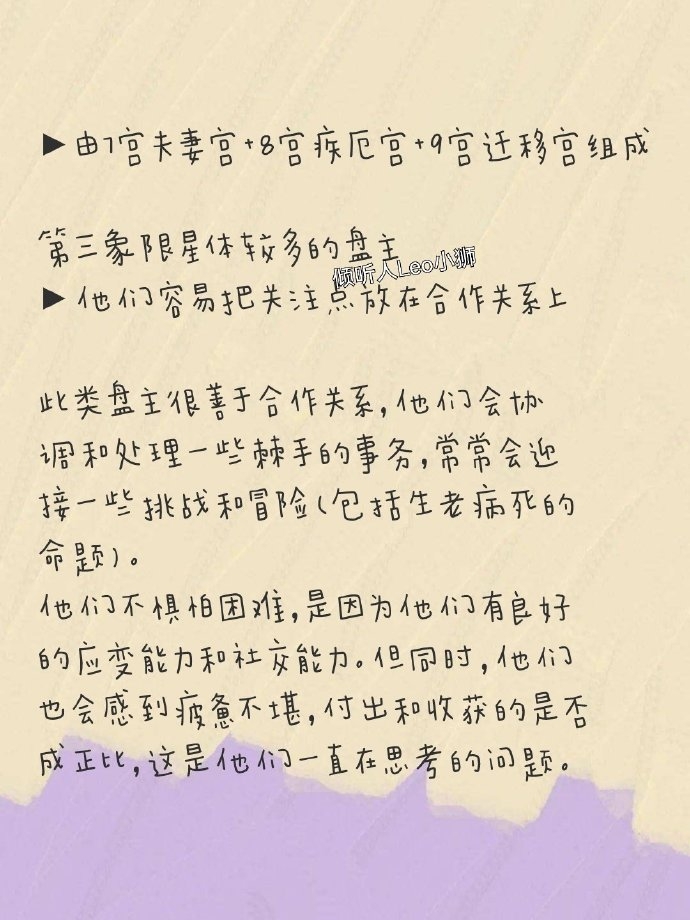 ▶ 由7宫夫妻宫+8宫疾厄宫+9宫迁移宫组成
第三象限星体较多的盘主
倾听人Leo小狮
▶ 他们容易把关注点放在合作关系上
此类盘主很善于合作关系,他们会协
调和处理一些棘手的事务,常常会迎
接一些挑战和冒险(包括生老病死的
命题)。
他们不惧怕困难,是因为他们有良好
的应变能力和社交能力。但同时,他们
也会感到疲惫不堪,付出和收获的是否
成正比,这是他们一直在思考的问题。